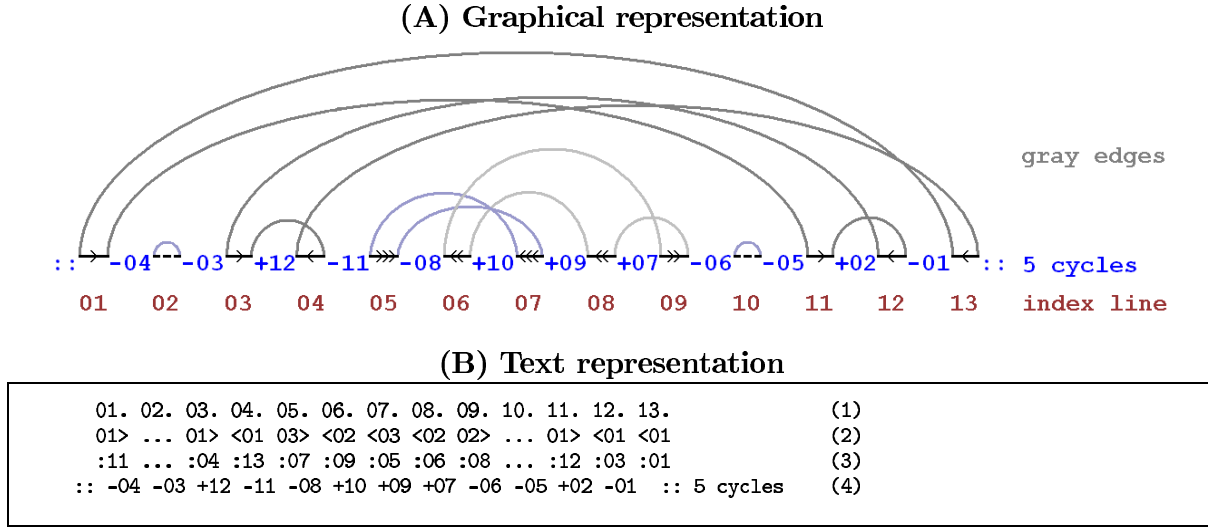 (A) Graphical representation
gray edges
:: -04 -03 +12 -11 -08 +10 +09 +07 -06 -05 +02 -01 :: 5 cycles
01 02 03 04 05 06 07 08 09 10 11 12 13 index line
(B) Text representation
01. 02. 03. 04. 05. 06. 07. 08. 09. 10. 11. 12. 13. (1)
01> ... 01> <01 03> <02 <03 <02 02> ... 01> <01 <01 (2)
:11 ... :04 :13 :07 :09 :05 :06 :08 ... :12 :03 :01 (3)
:: -04 -03 +12 -11 -08 +10 +09 +07 -06 -05 +02 -01 :: 5 cycles (4)